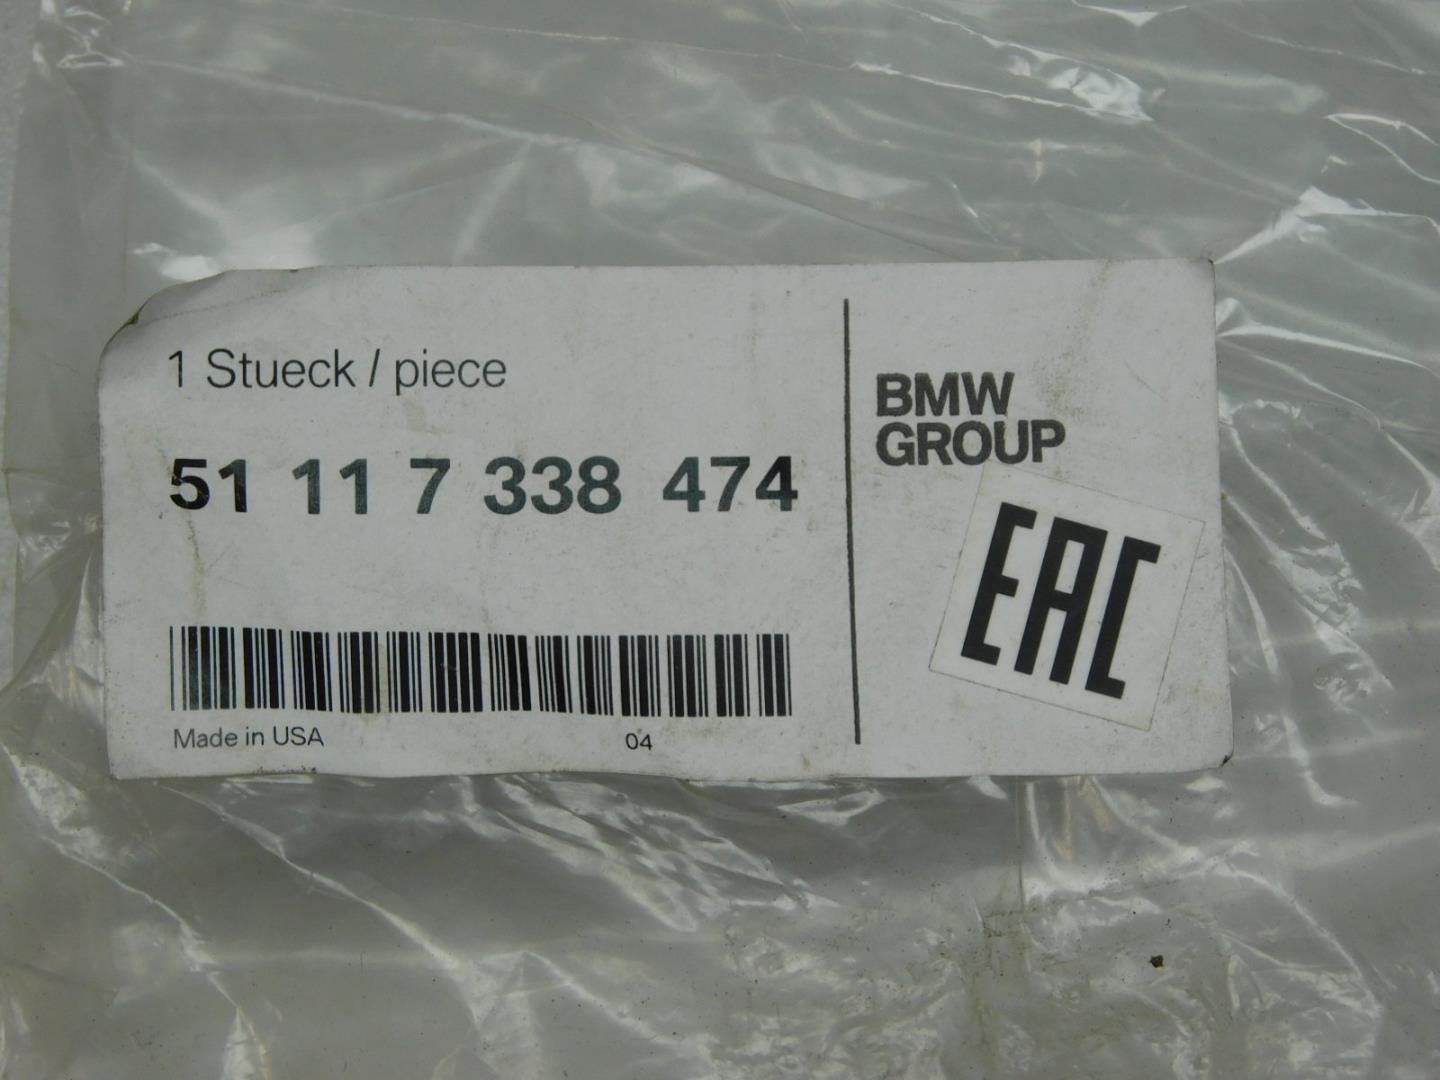 1 Stueck / piece
51 11 7 338 474
Made in USA
04
BMW
GROUP
EAC